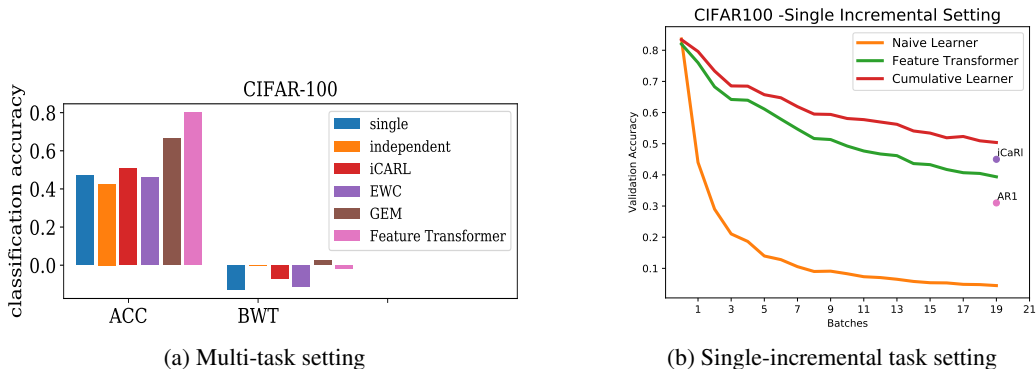 CIFAR-100
classification accuracy
0.8
0.6
0.4
0.2
0.0
single
independent
iCARL
EWC
GEM
Feature Transformer
ACC
BWT
(a) Multi-task setting
CIFAR100 -Single Incremental Setting
Validation Accuracy
0.8
0.7
0.6
0.5
0.4
0.3
0.2
0.1
Naive Learner
Feature Transformer
Cumulative Learner
iCaRl
AR1
1 3 5 7 9 11 13 15 17 19 21
Batches
(b) Single-incremental task setting